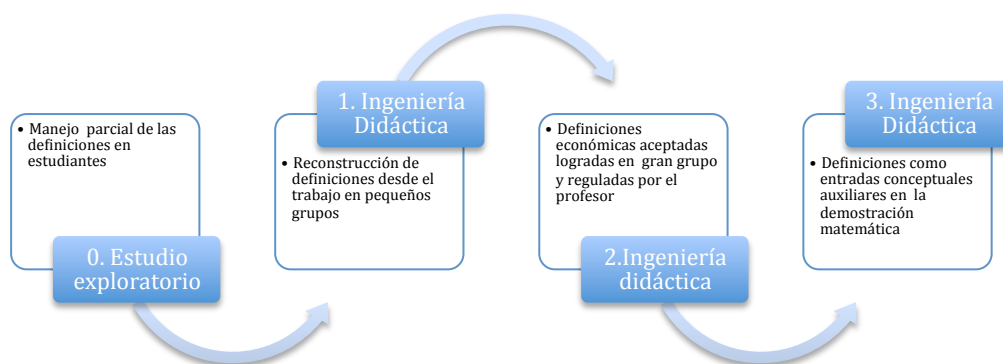 • Manejo parcial de las
definiciones en
estudiantes
0. Estudio
exploratorio
1. Ingeniería
Didáctica
• Reconstrucción de
definiciones desde el
trabajo en pequeños
grupos
• Definiciones
económicas aceptadas
logradas en gran grupo
y reguladas por el
profesor
2.Ingeniería
didáctica
3. Ingeniería
Didáctica
• Definiciones como
entradas conceptuales
auxiliares en la
demostración
matemática